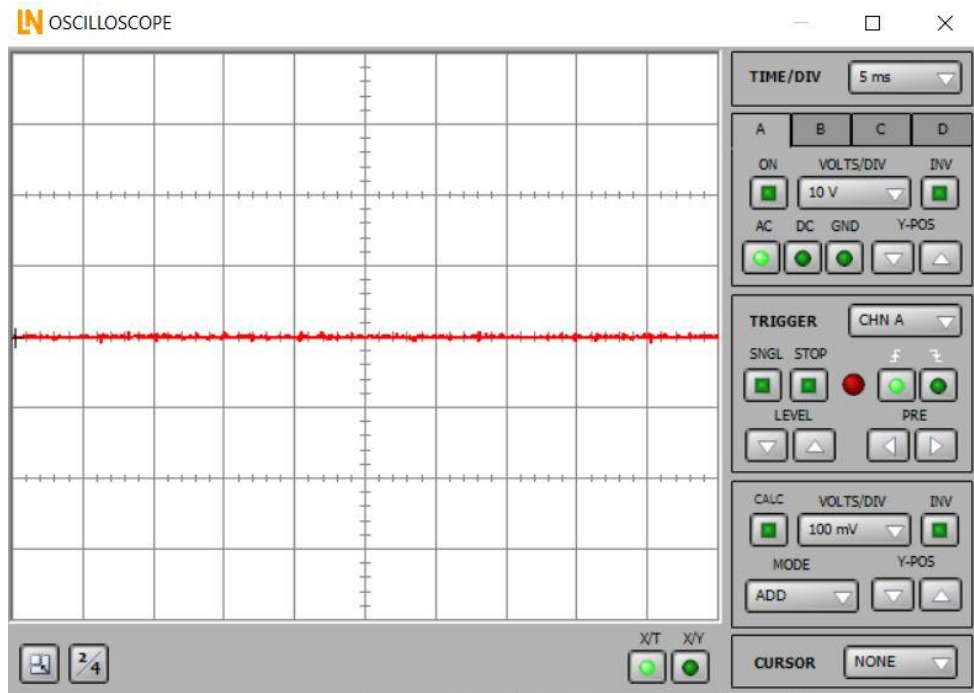 LN OSCILLOSCOPE
TIME/DIV 5 ms
A B C D
ON VOLTS/DIV INV
10 V
AC DC GND Y-POS
TRIGGER CHN A
SNGL STOP
LEVEL PRE
CALC VOLTS/DIV INV
100 mV
MODE Y-POS
ADD
X/T X/Y
2/4
CURSOR NONE